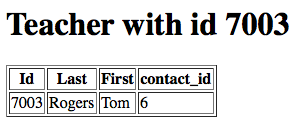 Teacher with id 7003
Id Last First contact_id
7003 Rogers Tom 6